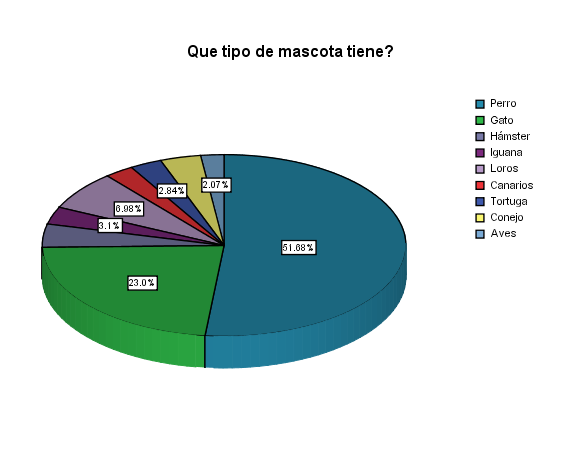 Que tipo de mascota tiene?
Perro
Gato
Hámster
Iguana
Loros
Canarios
Tortuga
Conejo
Aves
2.07%
2.84%
6.98%
3.1%
51.68%
23.0%